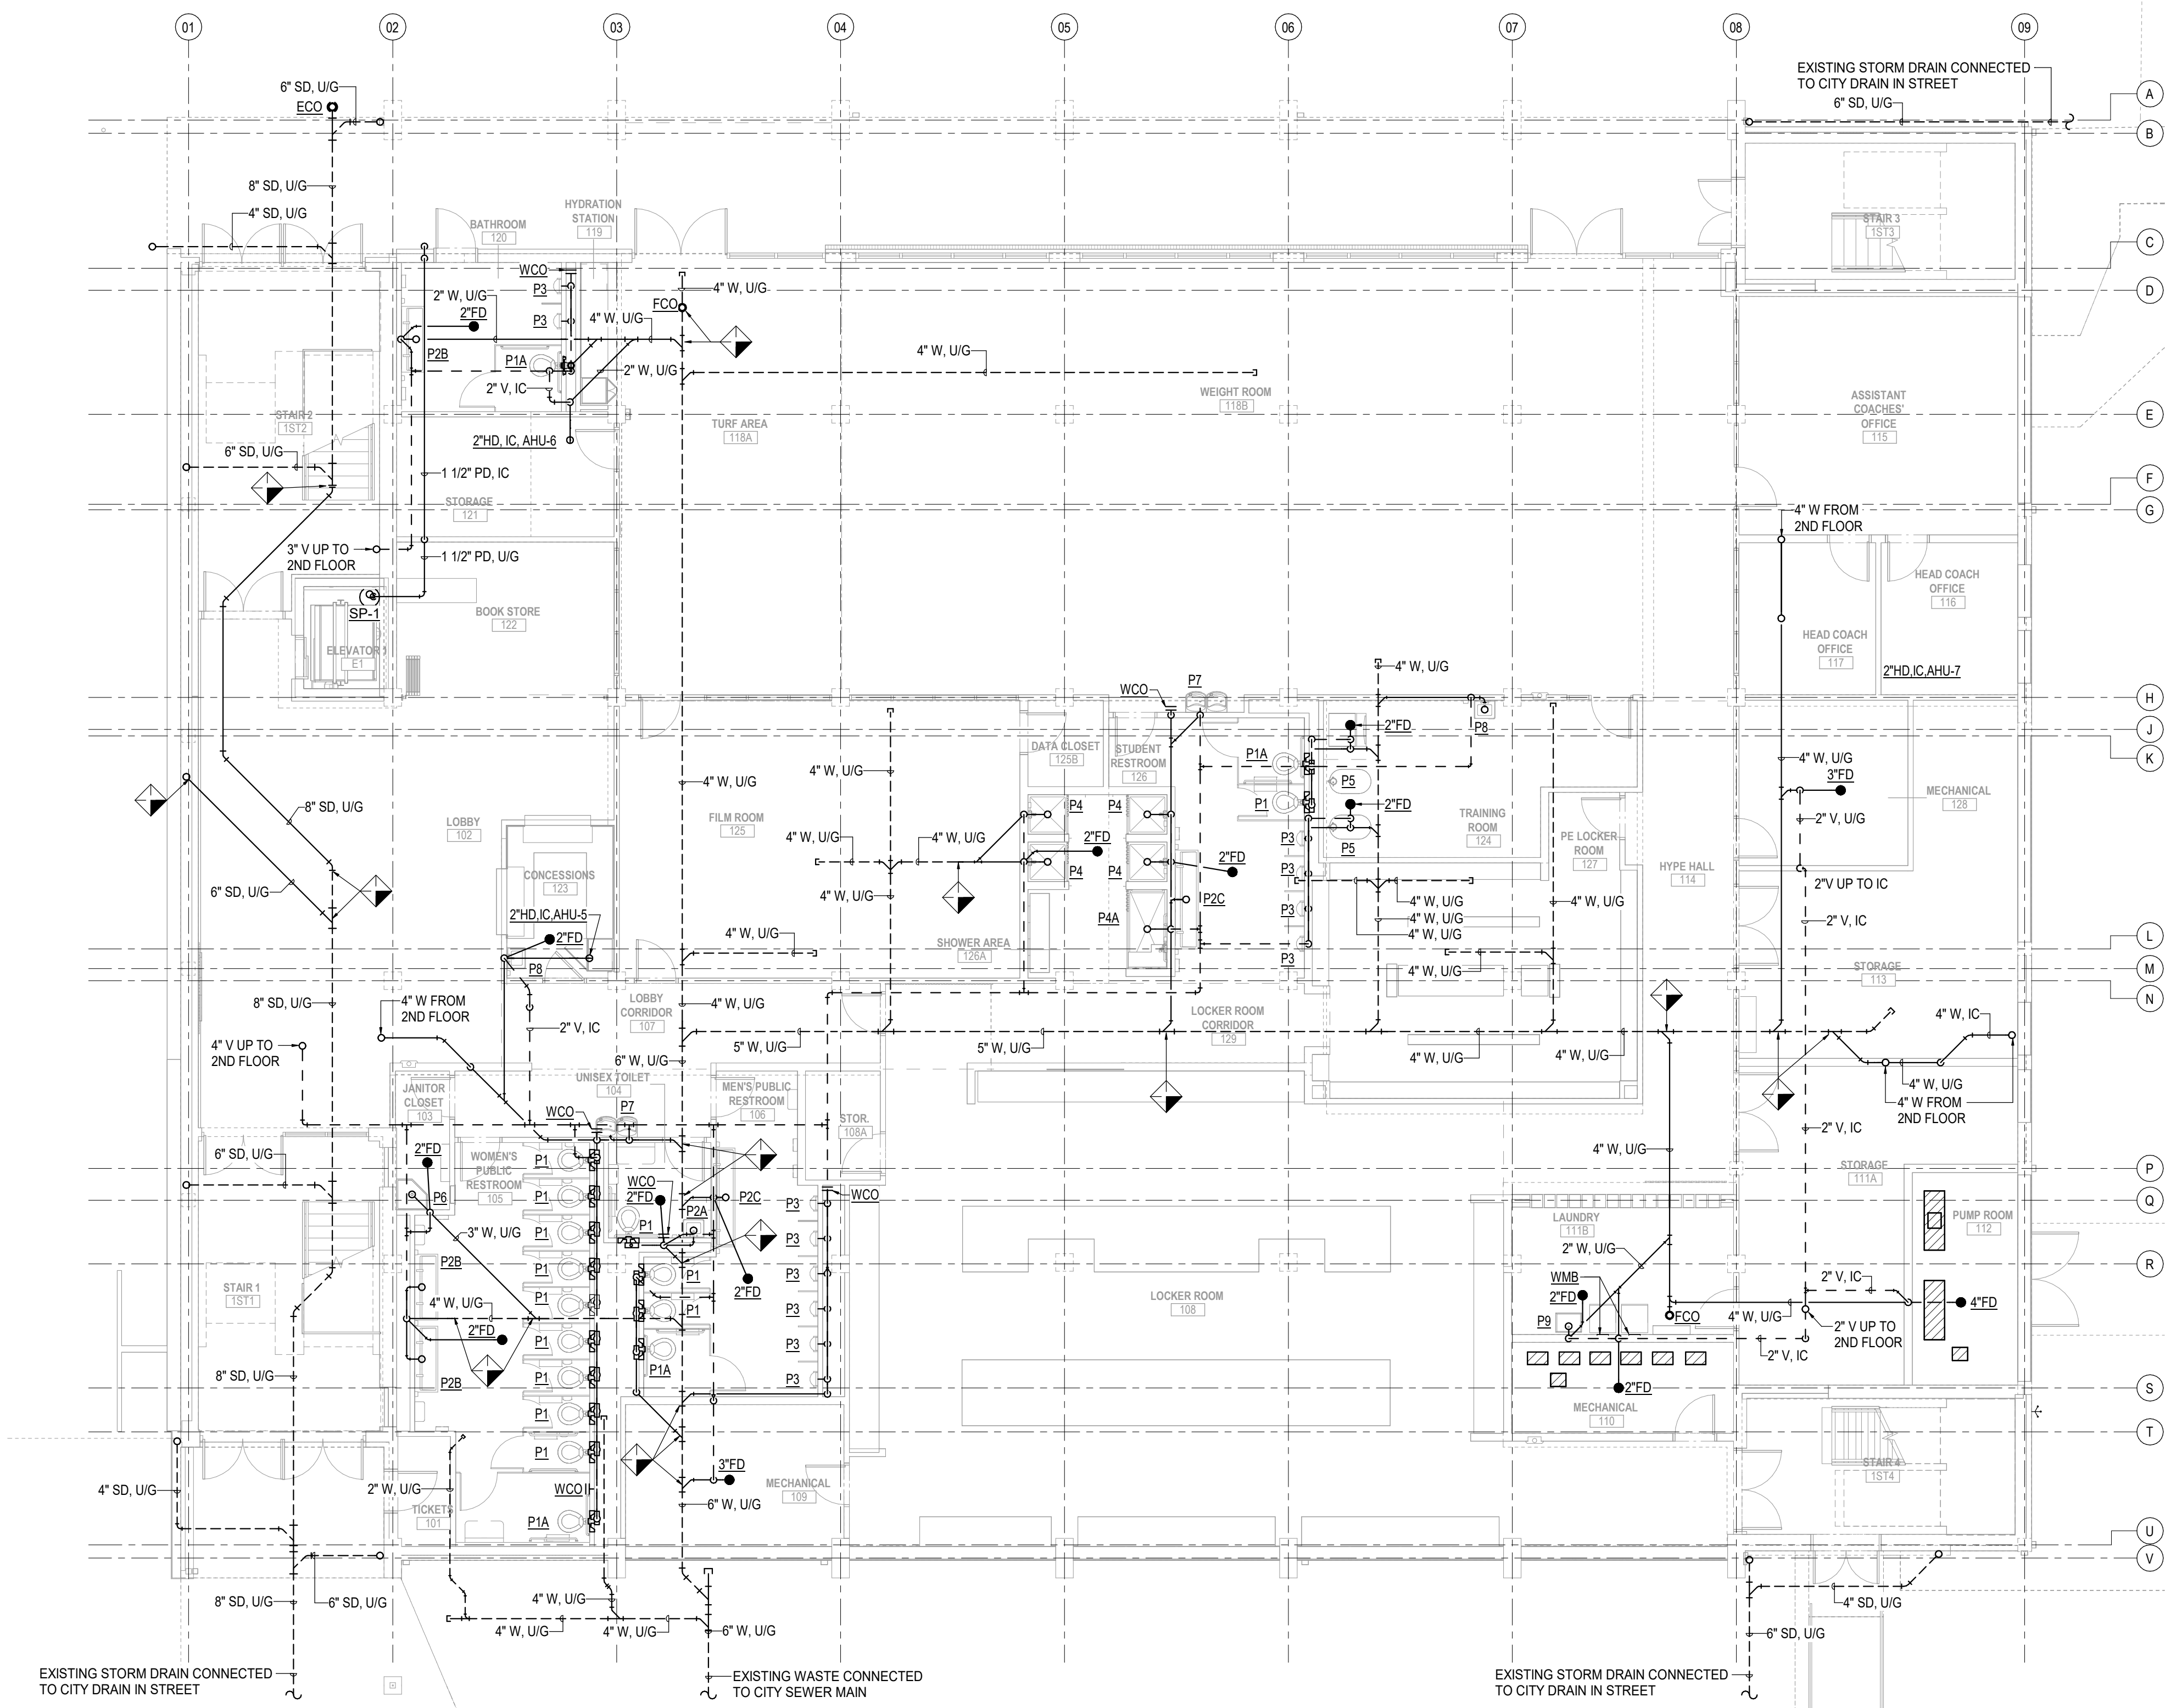 01
02
03
04
05
06
07
08
09
EXISTING STORM DRAIN CONNECTED
TO CITY DRAIN IN STREET
6" SD, U/G
A
B
C
D
E
F
G
H
J
K
L
M
N
P
Q
R
S
T
U
V
6" SD, U/G
ECO
8" SD, U/G
4" SD, U/G
BATHROOM
120
HYDRATION
STATION
119
STAIR 3
1ST3
WCO
P3
P3
2" W, U/G
2"FD
4" W, U/G
FCO
4" W, U/G
P2B
P1A
2" V, IC
2" W, U/G
4" W, U/G
WEIGHT ROOM
118B
ASSISTANT
COACHES'
OFFICE
115
STAIR 2
1ST2
TURF AREA
118A
2"HD, IC, AHU-6
6" SD, U/G
1 1/2" PD, IC
STORAGE
121
4" W FROM
2ND FLOOR
3" V UP TO
2ND FLOOR
1 1/2" PD, U/G
SP-1
BOOK STORE
122
HEAD COACH
OFFICE
116
HEAD COACH
OFFICE
117
2"HD,IC,AHU-7
ELEVATOR
E1
4" W, U/G
P7
WCO
P8
2"FD
DATA CLOSET
125B
STUDENT
RESTROOM
126
P1A
P5
P1
2"FD
P5
4" W, U/G
4" W, U/G
4" W, U/G
3"FD
MECHANICAL
128
2" V, U/G
8" SD, U/G
LOBBY
102
FILM ROOM
125
P4
P4
P4
P4
TRAINING
ROOM
124
PE LOCKER
ROOM
127
4" W, U/G
4" W, U/G
2"FD
2"FD
P3
P3
P3
P3
HYPE HALL
114
CONCESSIONS
123
6" SD, U/G
4" W, U/G
P4A
P2C
4" W, U/G
4" W, U/G
4" W, U/G
4" W, U/G
2"V UP TO IC
2" V, IC
2"HD,IC,AHU-5
2"FD
P8
4" W, U/G
SHOWER AREA
126A
4" W, U/G
STORAGE
113
8" SD, U/G
4" W FROM
2ND FLOOR
LOBBY
CORRIDOR
107
4" W, U/G
2" V, IC
LOCKER ROOM
CORRIDOR
129
4" W, IC
4" V UP TO
2ND FLOOR
5" W, U/G
5" W, U/G
6" W, U/G
4" W, U/G
4" W, U/G
4" W, U/G
4" W FROM
2ND FLOOR
JANITOR
CLOSET
103
UNISEX TOILET
104
MEN'S PUBLIC
RESTROOM
106
WCO
P7
STOR.
108A
2" V, IC
4" W, U/G
6" SD, U/G
2"FD
WOMEN'S
PUBLIC
RESTROOM
105
P1
P1
P1
P1
P1
P1
P1
P1
P1
P1A
WCO
2"FD
P1
P2A
P2C
WCO
P3
P3
P3
P3
P3
P3
STORAGE
111A
P6
3" W, U/G
P2B
LAUNDRY
111B
PUMP ROOM
112
2" W, U/G
STAIR 1
1ST1
4" W, U/G
2"FD
P2B
P1
P1
P1A
2"FD
LOCKER ROOM
108
WMB
2"FD
P9
FCO
2" V, IC
4" W, U/G
4"FD
2" V UP TO
2ND FLOOR
2" V, IC
2"FD
8" SD, U/G
MECHANICAL
110
STAIR 4
1ST4
4" SD, U/G
2" W, U/G
TICKETS
101
WCO
3"FD
MECHANICAL
109
6" W, U/G
8" SD, U/G
6" SD, U/G
4" W, U/G
4" W, U/G
4" W, U/G
6" W, U/G
4" SD, U/G
6" SD, U/G
EXISTING STORM DRAIN CONNECTED
TO CITY DRAIN IN STREET
EXISTING WASTE CONNECTED
TO CITY SEWER MAIN
EXISTING STORM DRAIN CONNECTED
TO CITY DRAIN IN STREET